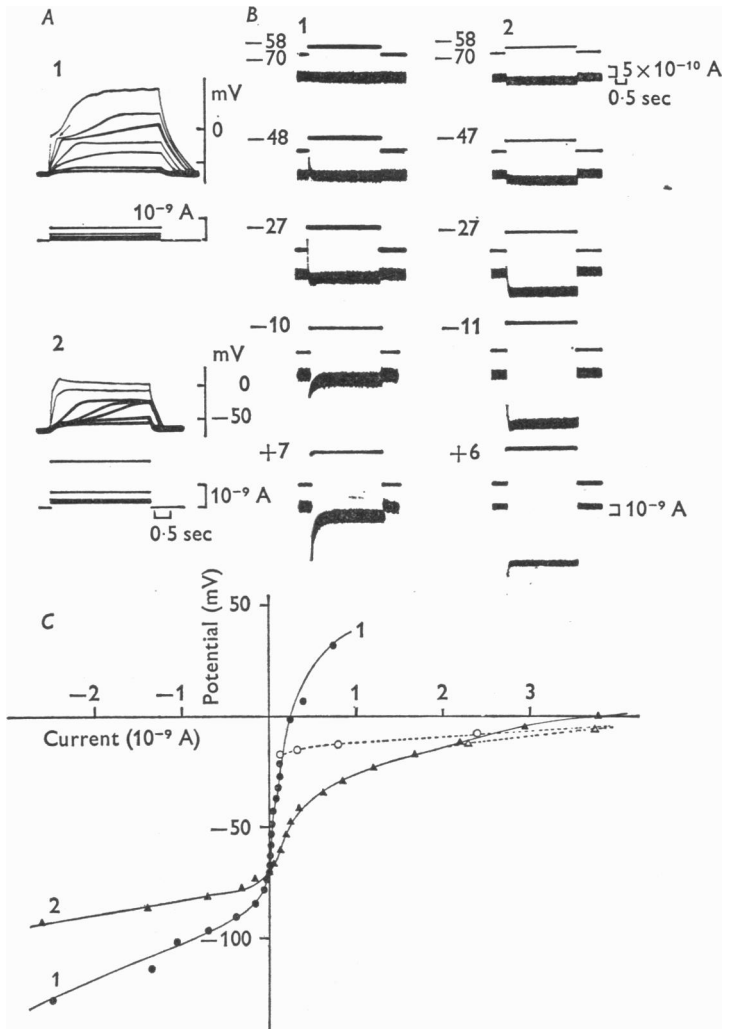 A
1
mV
0
10⁻⁹ A
2
mV
0
−50
10⁻⁹ A
0·5 sec
B
1
−58
−70
−48
−27
−10
+7
2
−58
−70
5 × 10⁻¹⁰ A
0·5 sec
−47
−27
−11
+6
10⁻⁹ A
C
50
Potential (mV)
1
−2
−1
1
2
3
Current (10⁻⁹ A)
−50
2
−100
1